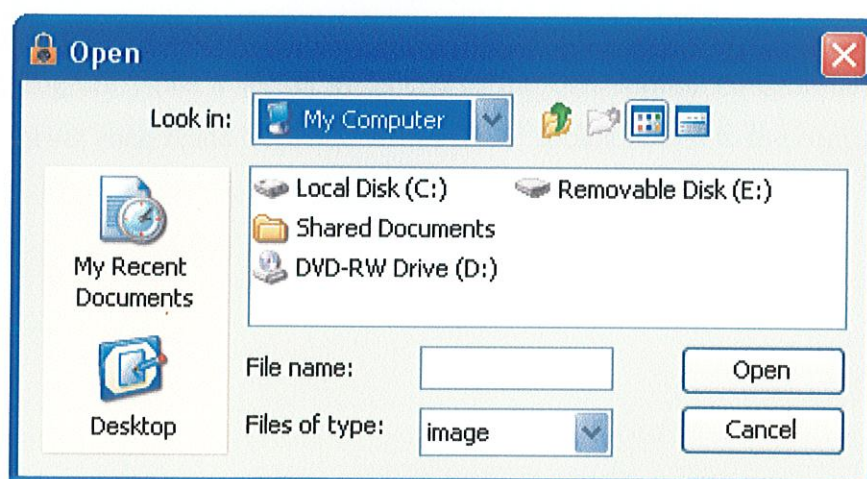 Open
Look in: My Computer
Local Disk (C:) Removable Disk (E:)
Shared Documents
DVD-RW Drive (D:)
My Recent
Documents
Desktop
File name: Open
Files of type: image Cancel